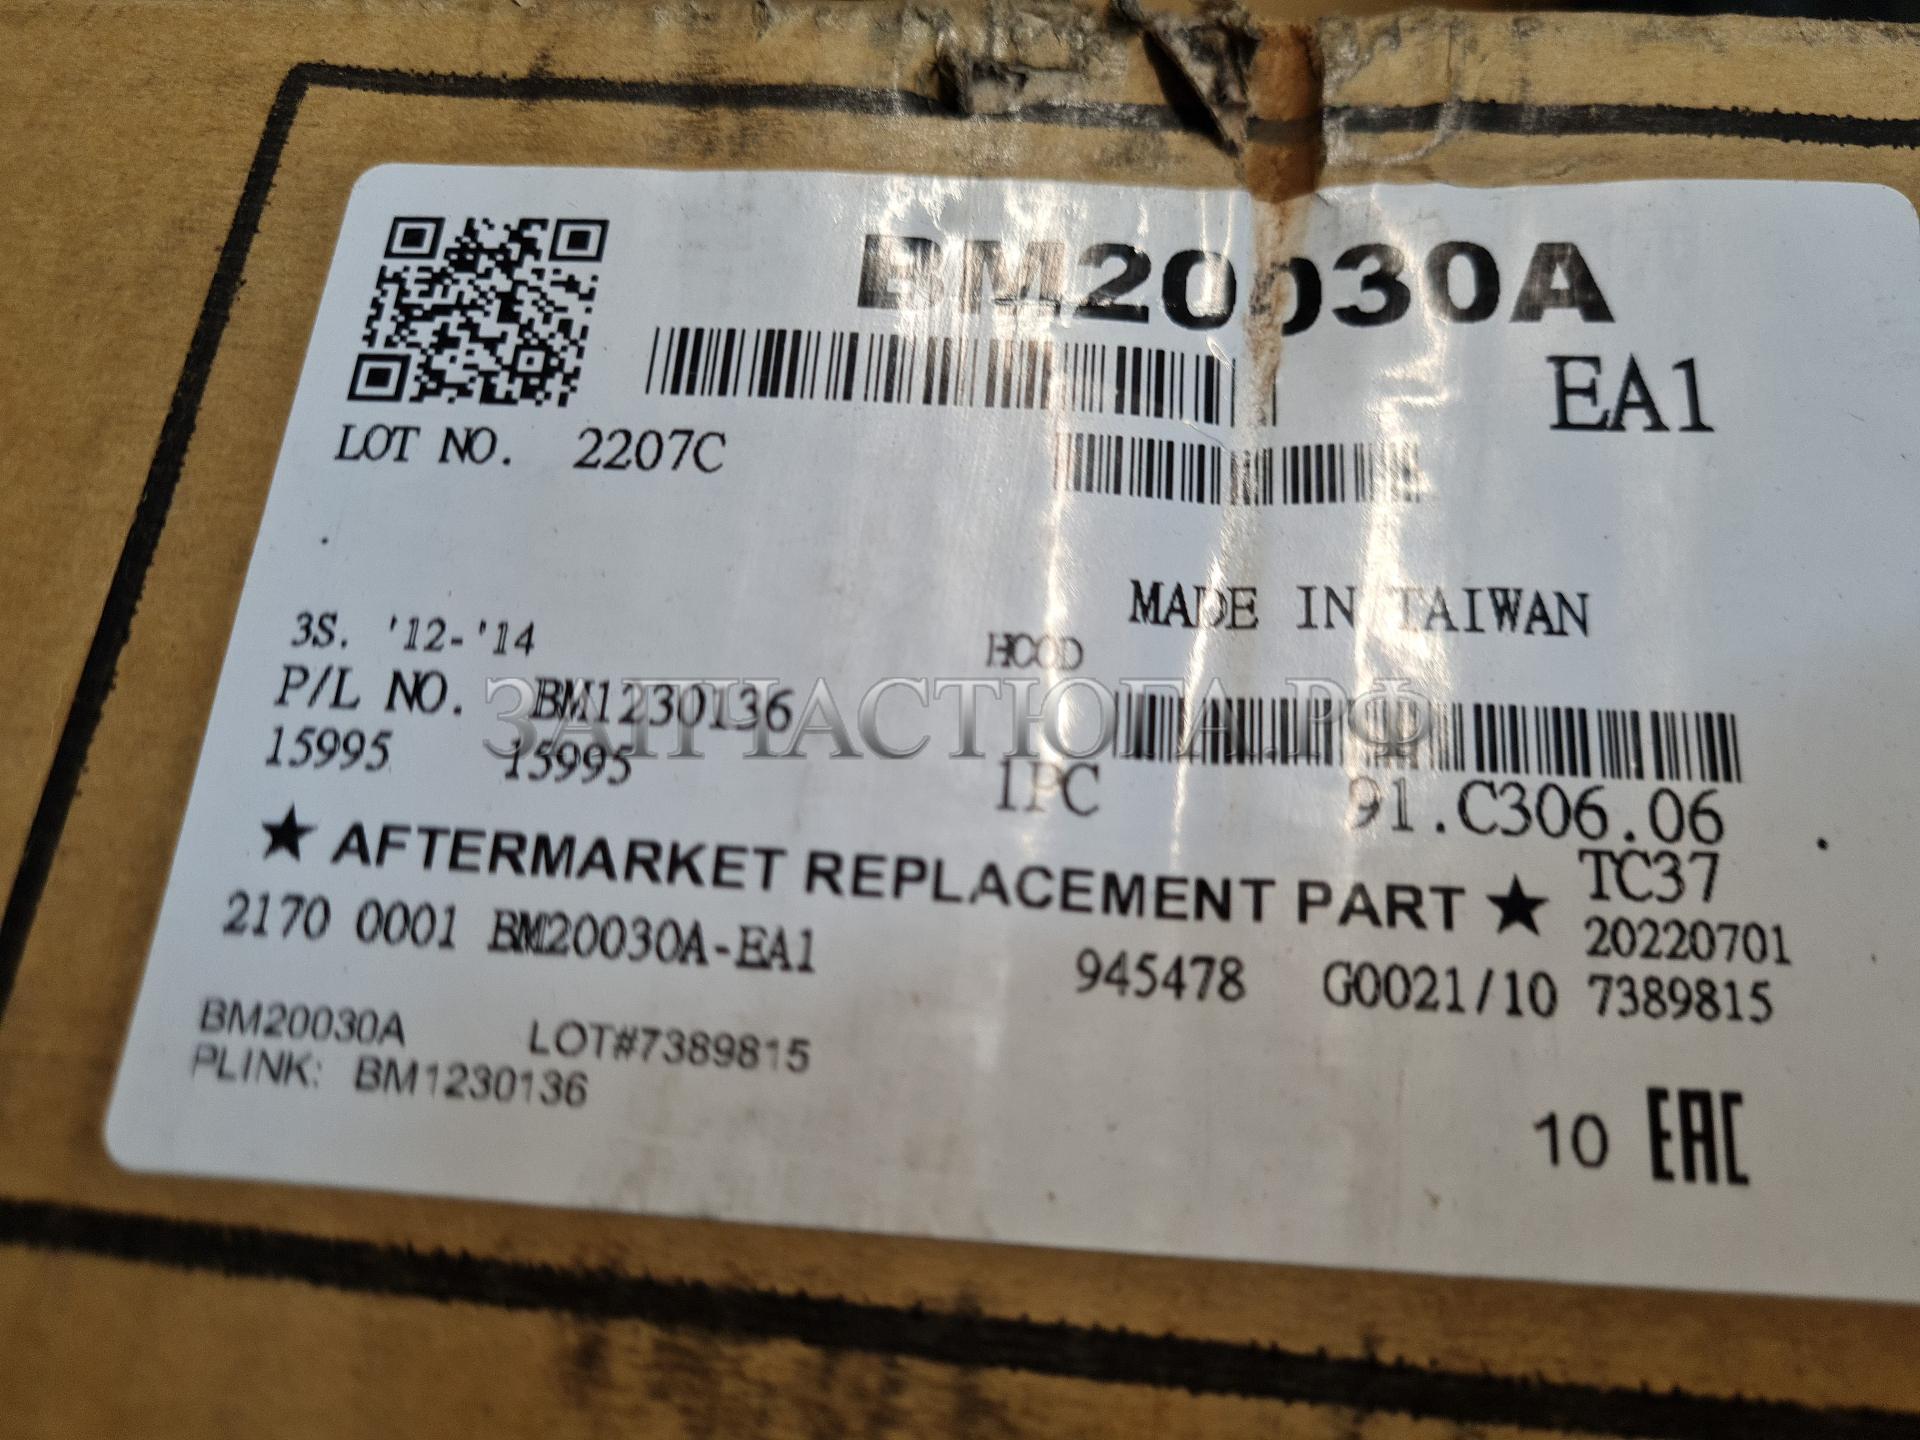 BM20030A
EA1
LOT NO. 2207C
MADE IN TAIWAN
3S. '12-'14 HOOD
P/L NO. BM1230136
ЗАПЧАСТЮГА.РФ
15995 15995 1PC 91.C306.06
★ AFTERMARKET REPLACEMENT PART ★ TC37
20220701
2170 0001 BM20030A-EA1 945478 G0021/10 7389815
BM20030A LOT#7389815
PLINK: BM1230136
10 EAC